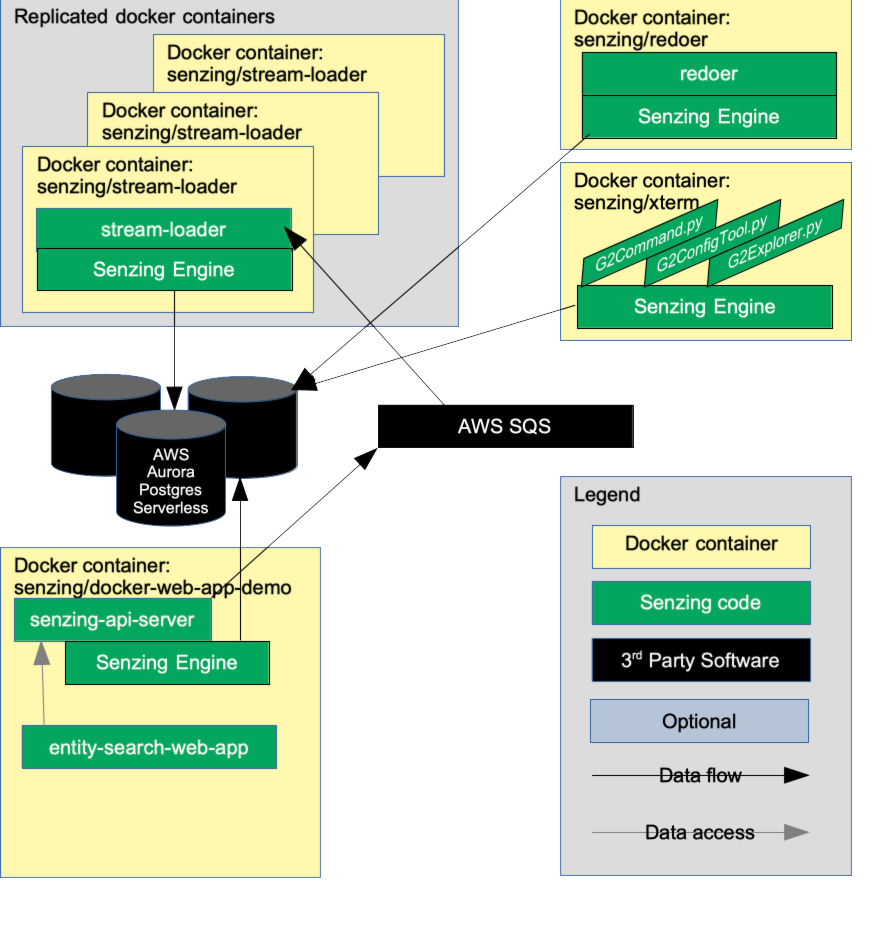 Replicated docker containers
Docker container:
senzing/stream-loader
Docker container:
senzing/stream-loader
Docker container:
senzing/stream-loader
stream-loader
Senzing Engine
Docker container:
senzing/redoer
redoer
Senzing Engine
Docker container:
senzing/xterm
G2Command.py
G2ConfigTool.py
G2Explorer.py
Senzing Engine
AWS
Aurora
Postgres
Serverless
AWS SQS
Docker container:
senzing/docker-web-app-demo
senzing-api-server
Senzing Engine
entity-search-web-app
Legend
Docker container
Senzing code
3rd Party Software
Optional
Data flow
Data access